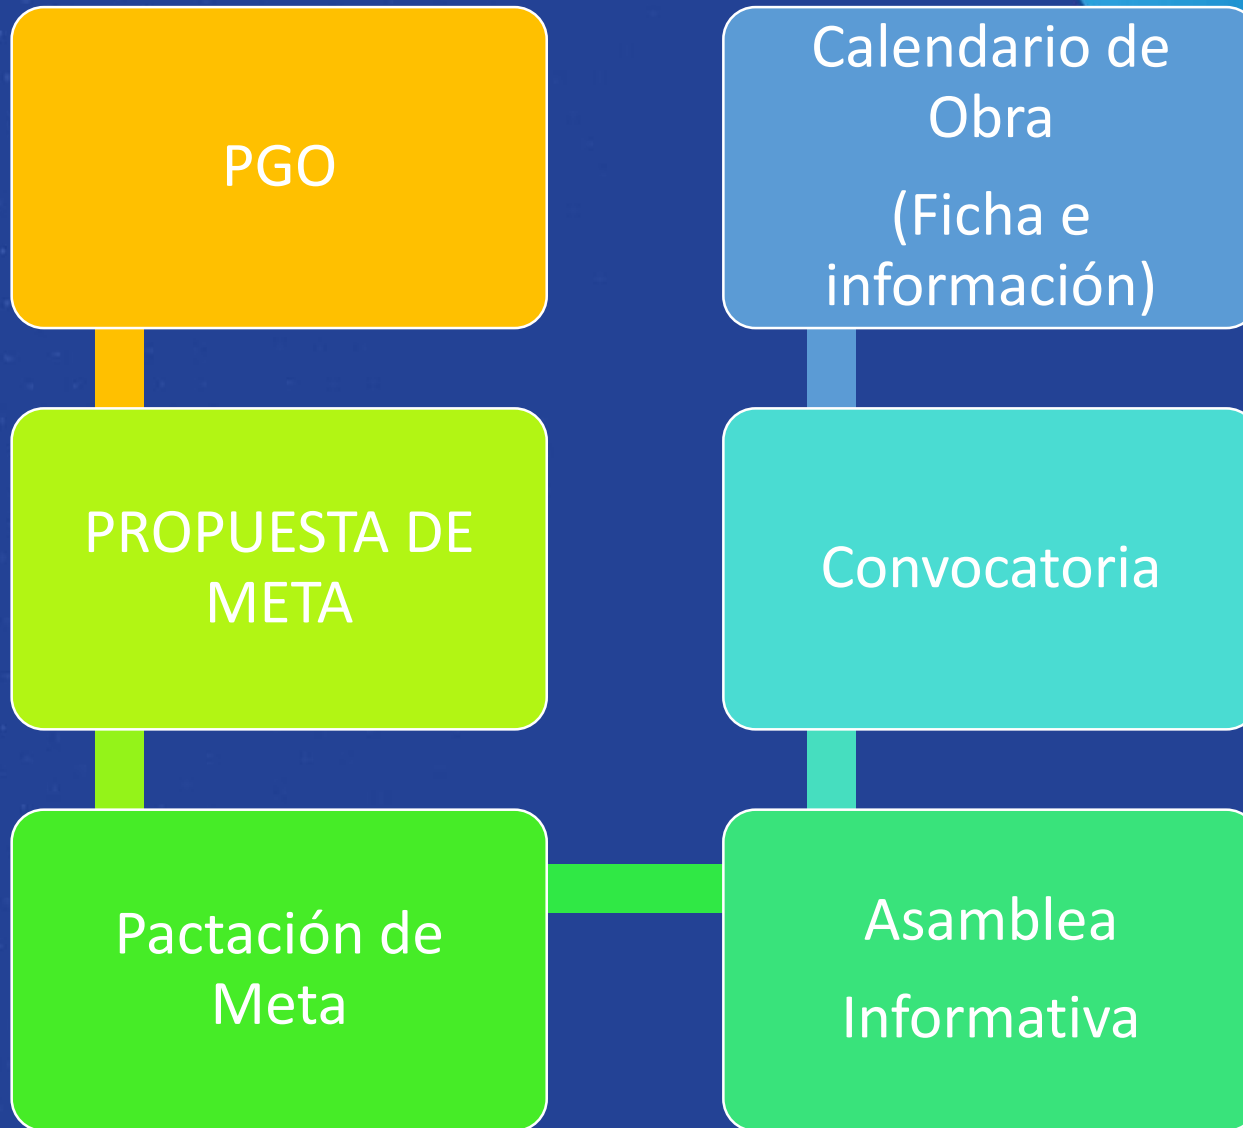 PGO
PROPUESTA DE
META
Pactación de
Meta
Asamblea
Informativa
Convocatoria
Calendario de
Obra
(Ficha e
información)